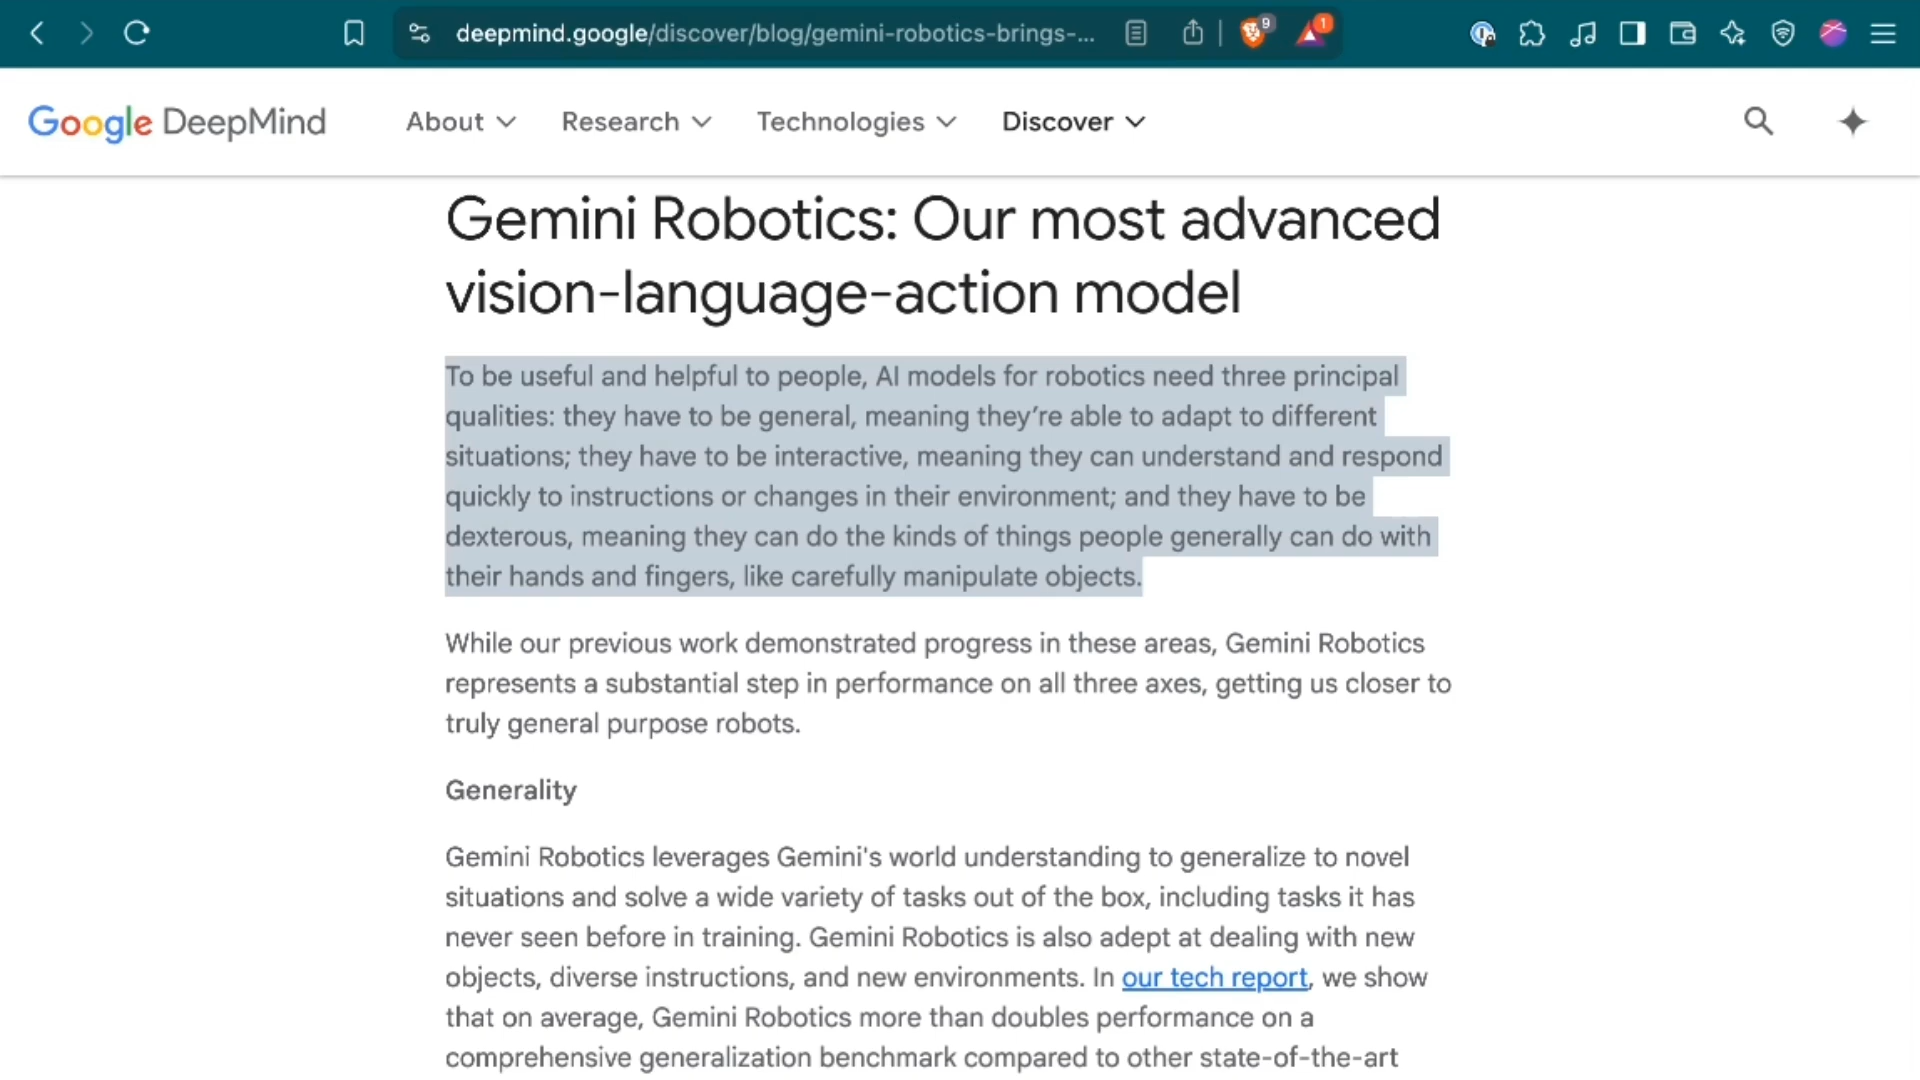 deepmind.google/discover/blog/gemini-robotics-brings-...
9
1
Google DeepMind
About
Research
Technologies
Discover
Gemini Robotics: Our most advanced
vision-language-action model
To be useful and helpful to people, AI models for robotics need three principal
qualities: they have to be general, meaning they’re able to adapt to different
situations; they have to be interactive, meaning they can understand and respond
quickly to instructions or changes in their environment; and they have to be
dexterous, meaning they can do the kinds of things people generally can do with
their hands and fingers, like carefully manipulate objects.
While our previous work demonstrated progress in these areas, Gemini Robotics
represents a substantial step in performance on all three axes, getting us closer to
truly general purpose robots.
Generality
Gemini Robotics leverages Gemini's world understanding to generalize to novel
situations and solve a wide variety of tasks out of the box, including tasks it has
never seen before in training. Gemini Robotics is also adept at dealing with new
objects, diverse instructions, and new environments. In our tech report, we show
that on average, Gemini Robotics more than doubles performance on a
comprehensive generalization benchmark compared to other state-of-the-art